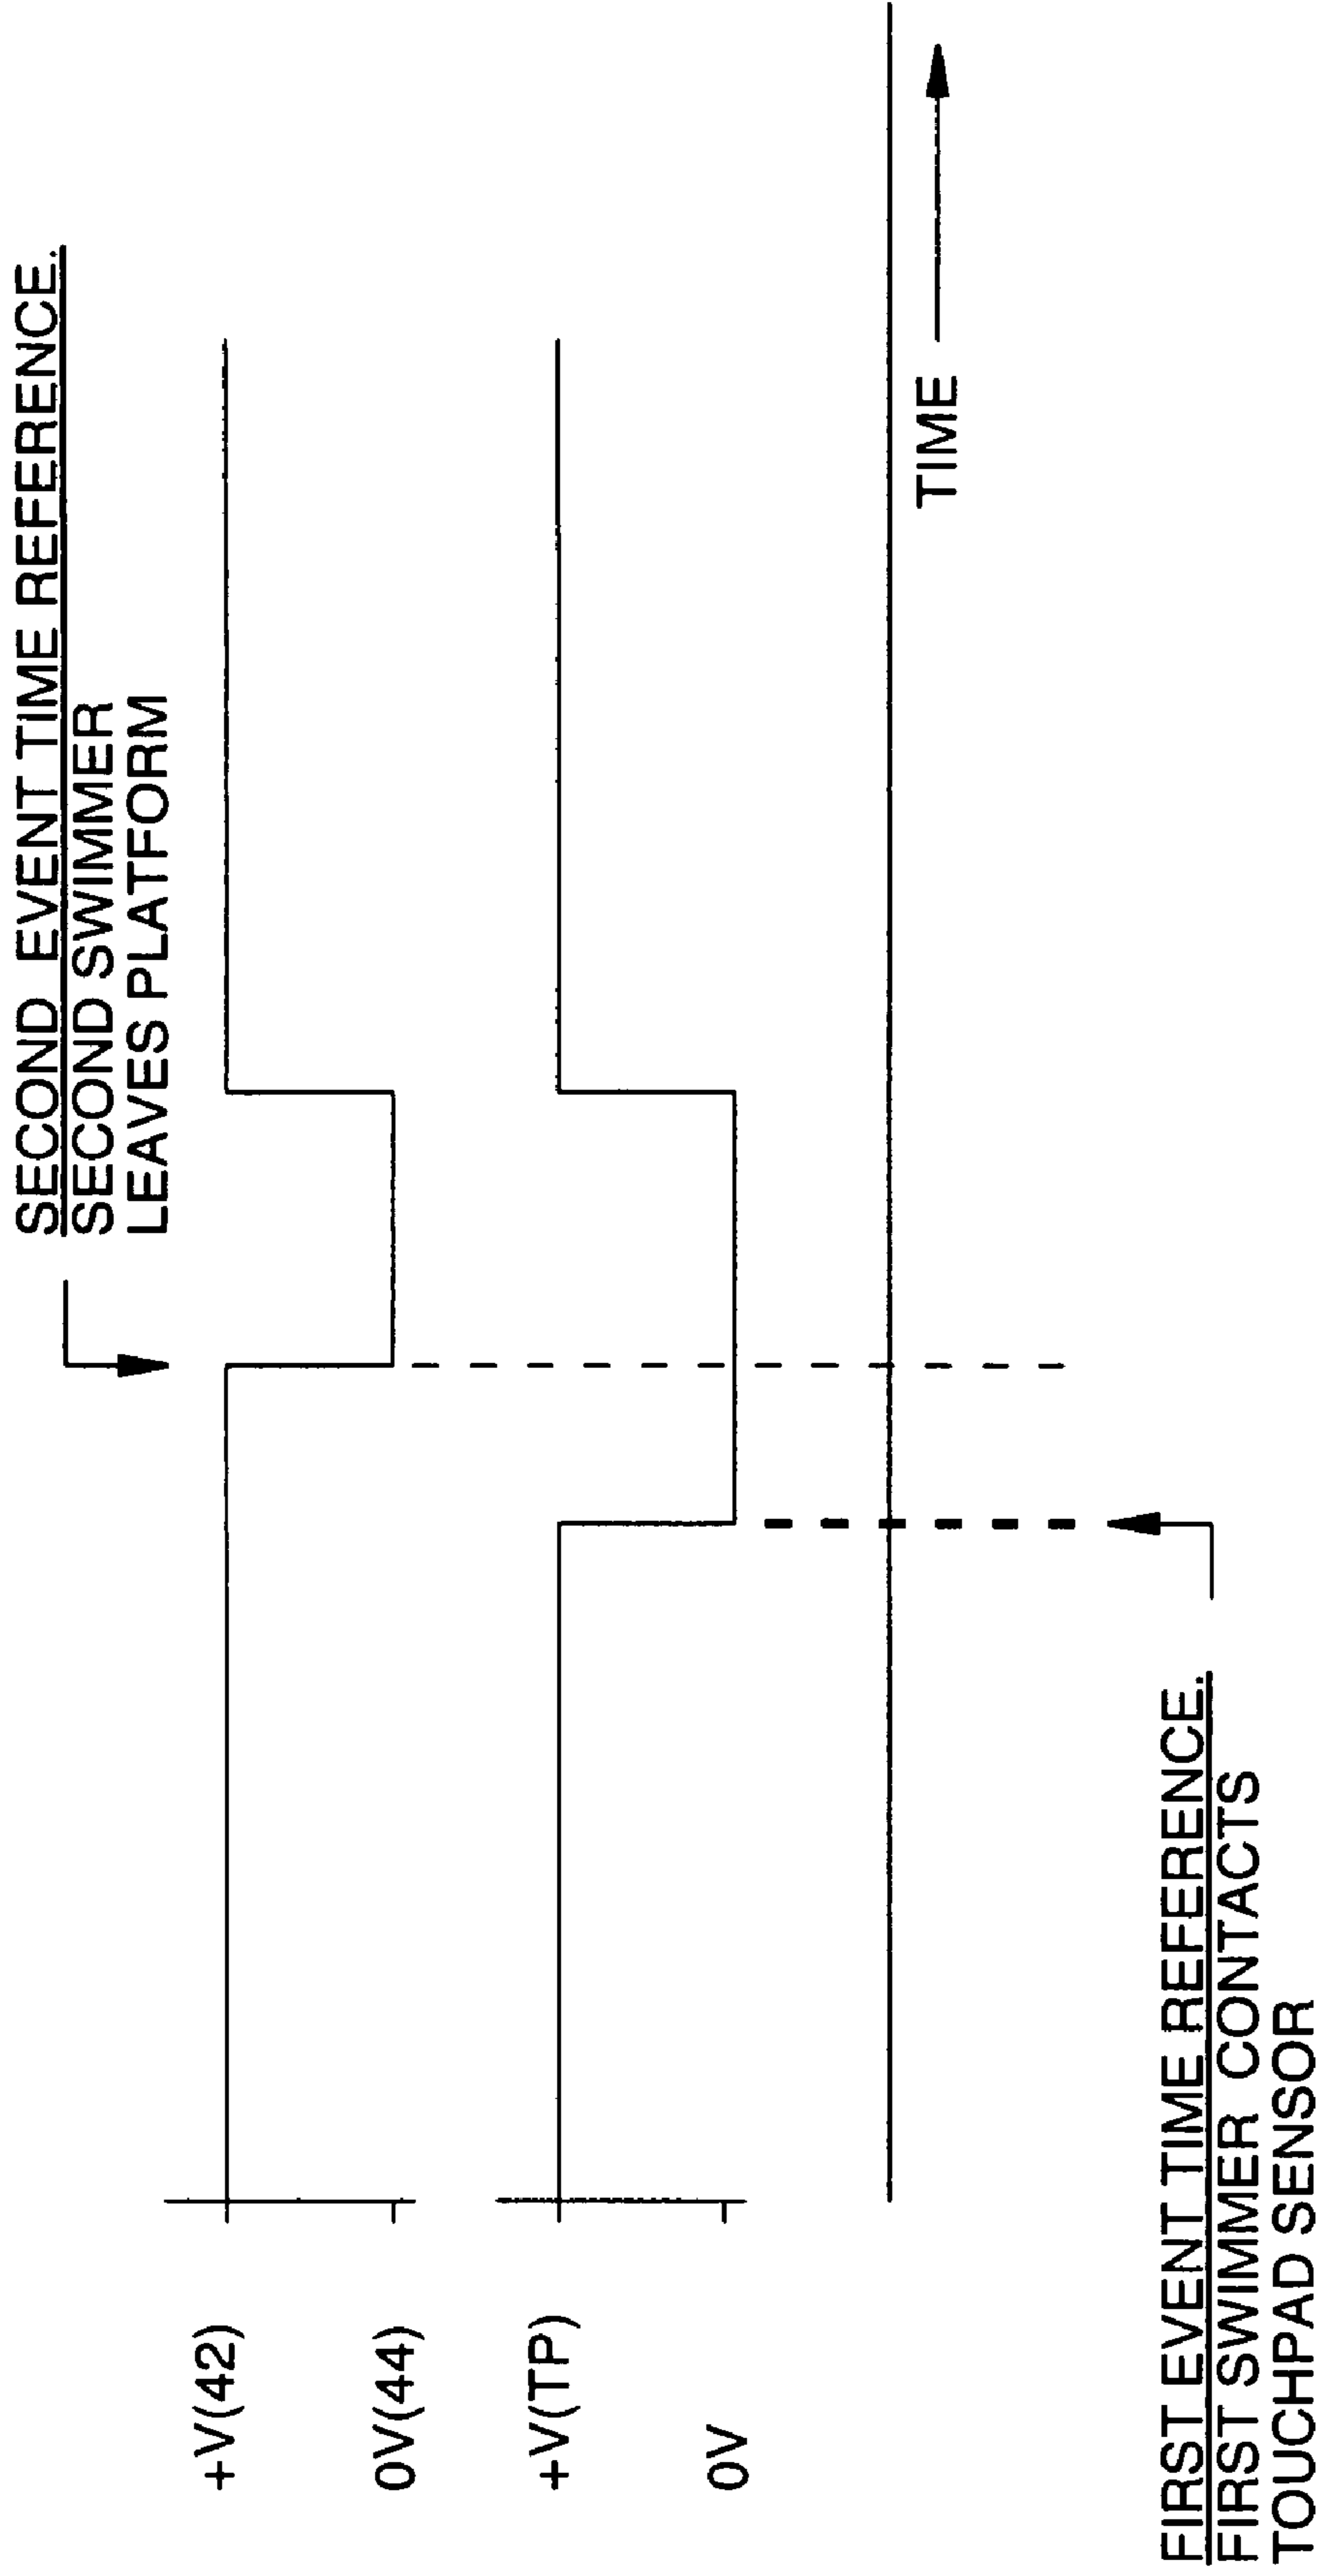 SECOND EVENT TIME REFERENCE.
SECOND SWIMMER
LEAVES PLATFORM
+V(42)
0V(44)
+V(TP)
0V
TIME
FIRST EVENT TIME REFERENCE.
FIRST SWIMMER CONTACTS
TOUCHPAD SENSOR